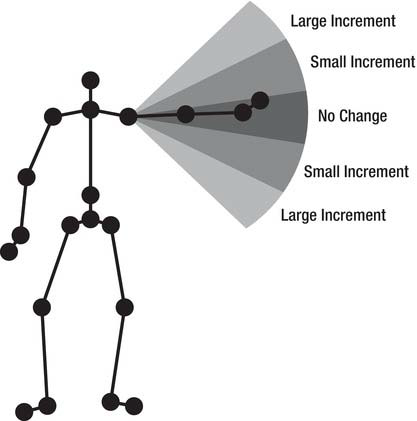 Large Increment
Small Increment
No Change
Small Increment
Large Increment